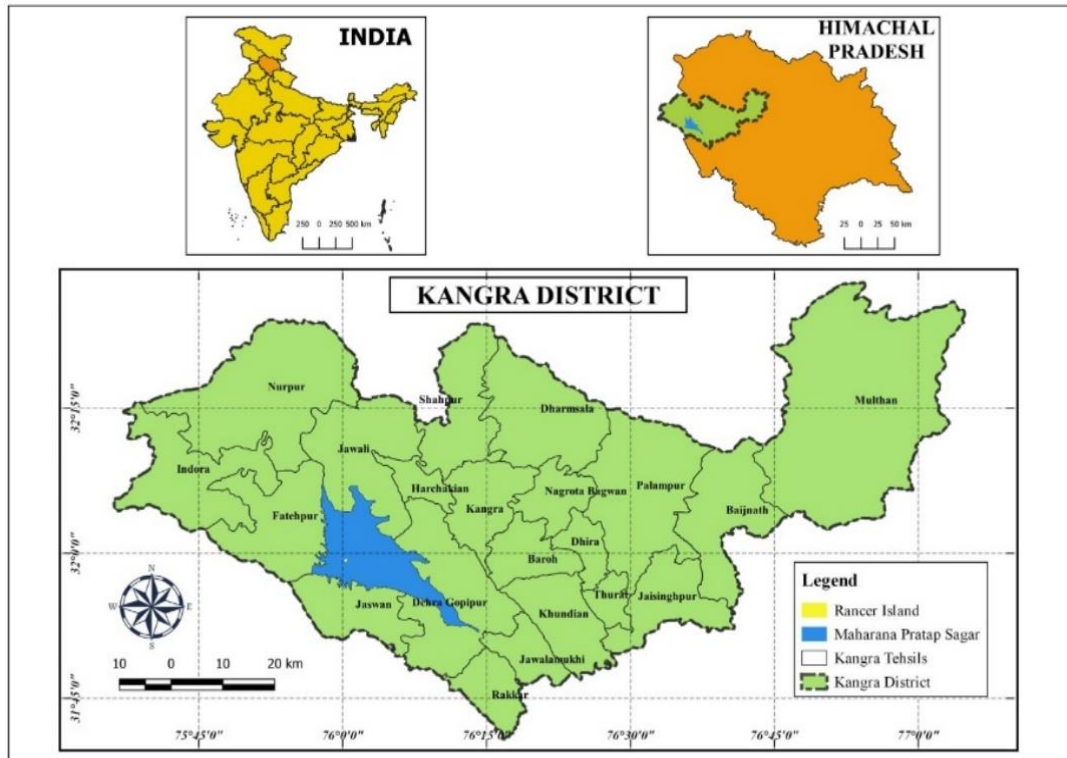 INDIA
250 0 250 500 km
HIMACHAL
PRADESH
25 0 25 50 km
KANGRA DISTRICT
Nurpur
Shahpur
Dharmsala
Multhan
Jawali
Indora
Harchakian
Kangra
Nagrota Bagwan
Palampur
Baijnath
Fatehpur
Dhira
Baroh
Jaswan
Dehra Gopipur
Khundian
Thurat
Jaisinghpur
Jawalamukhi
Rakkar
N
W
E
S
10 0 10 20 km
Legend
Rancer Island
Maharana Pratap Sagar
Kangra Tehsils
Kangra District
32°15'0"
32°0'0"
31°45'0"
75°45'0"
76°0'0"
76°15'0"
76°30'0"
76°45'0"
77°0'0"